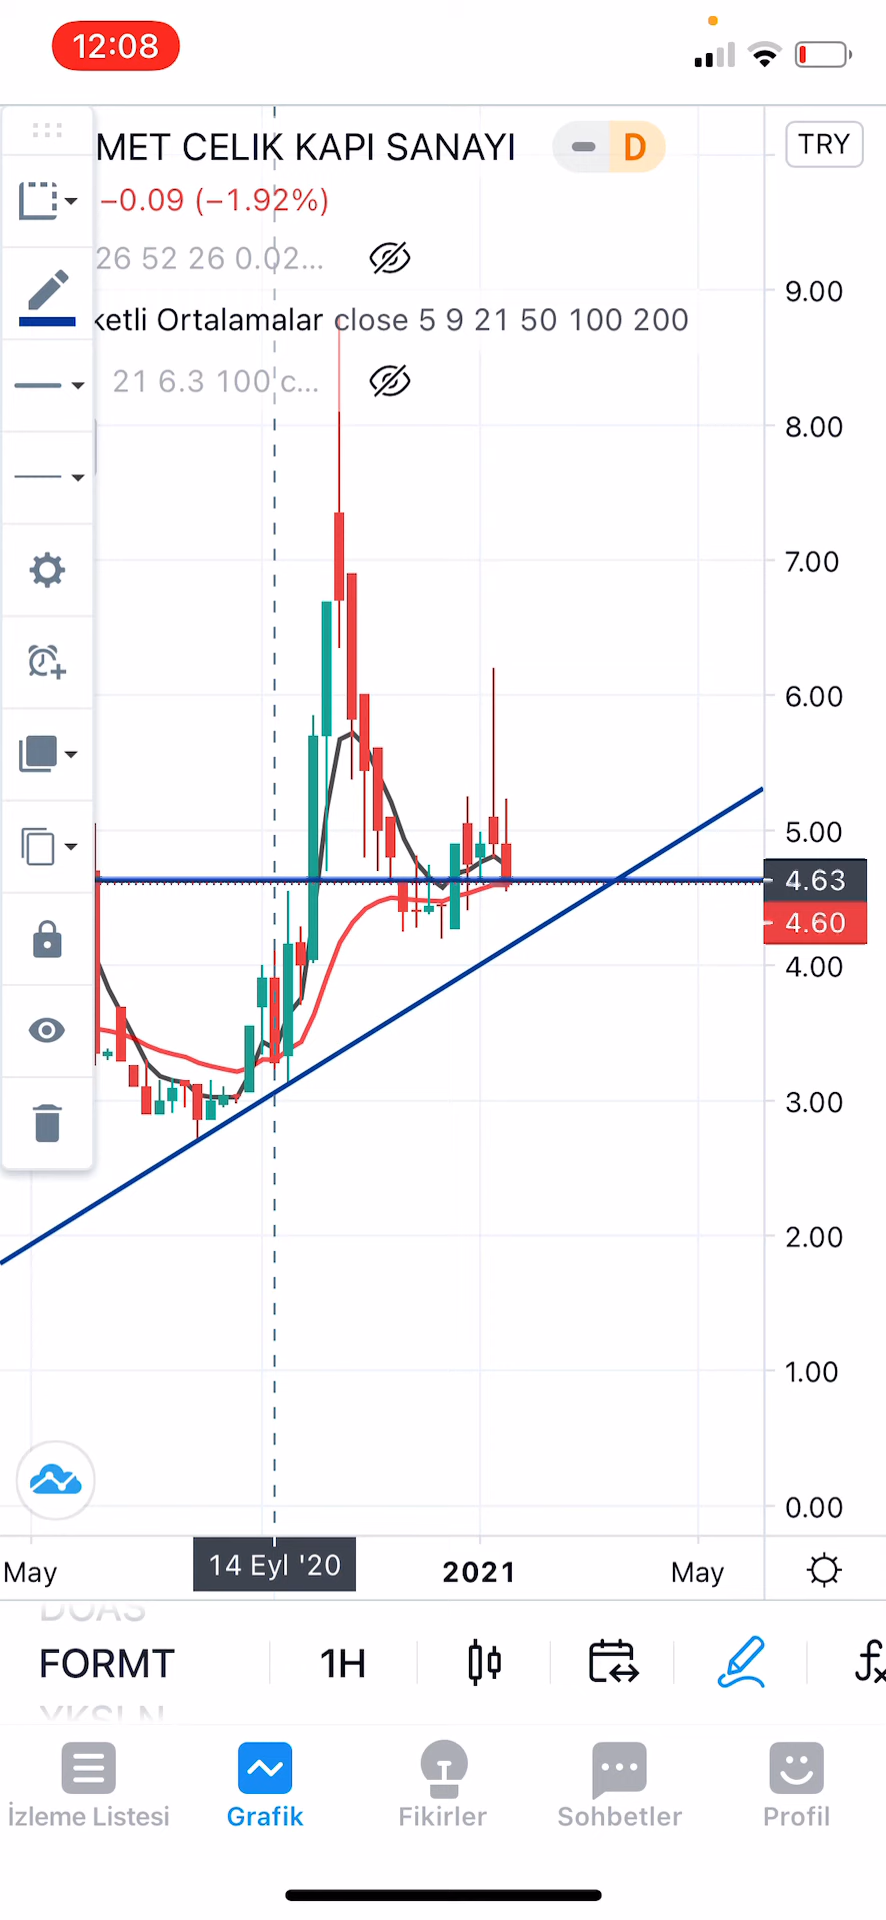 12:08
MET CELIK KAPI SANAYI
D
TRY
−0.09 (−1.92%)
26 52 26 0.02...
ketli Ortalamalar close 5 9 21 50 100 200
21 6.3 100 c...
9.00
8.00
7.00
6.00
5.00
4.63
4.60
4.00
3.00
2.00
1.00
0.00
May
14 Eyl '20
2021
May
DOAS
FORMT
1H
YKSLN
İzleme Listesi
Grafik
Fikirler
Sohbetler
Profil